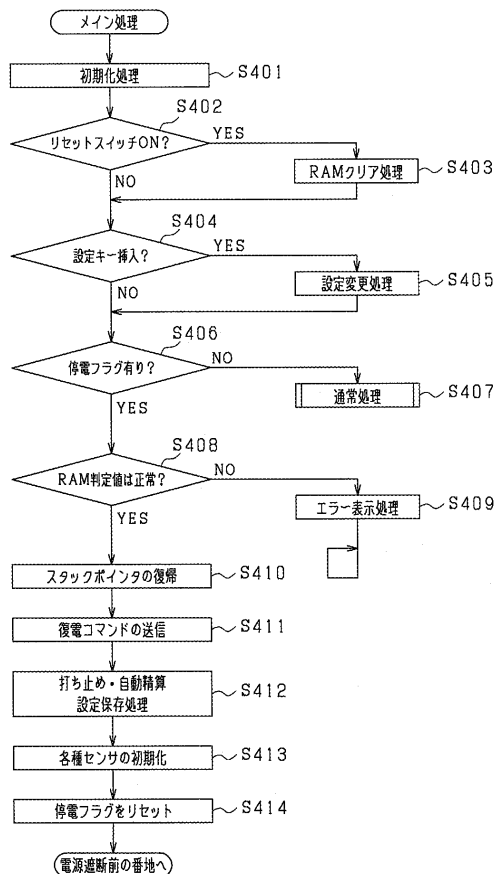 メイン処理
初期化処理
S401
S402
リセットスイッチON?
YES
NO
RAMクリア処理
S403
S404
設定キー挿入?
YES
NO
設定変更処理
S405
S406
停電フラグ有り?
NO
YES
通常処理
S407
S408
RAM判定値は正常?
NO
YES
エラー表示処理
S409
スタックポインタの復帰
S410
復電コマンドの送信
S411
打ち止め・自動精算
設定保存処理
S412
各種センサの初期化
S413
停電フラグをリセット
S414
電源遮断前の番地へ